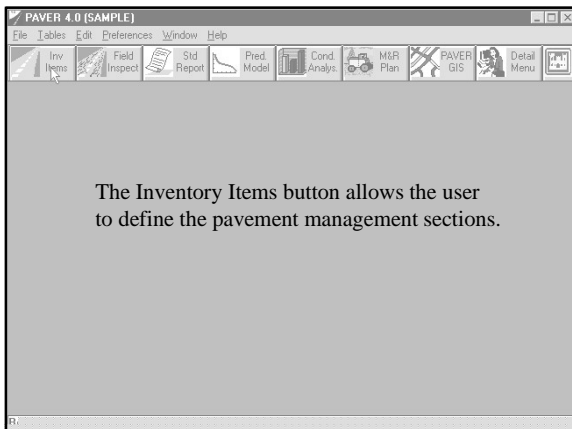 PAVER 4.0 (SAMPLE)
File Tables Edit Preferences Window Help
Inv Items
Field Inspect
Std Report
Pred. Model
Cond. Analys.
M&R Plan
PAVER GIS
Detail Menu
The Inventory Items button allows the user
to define the pavement management sections.